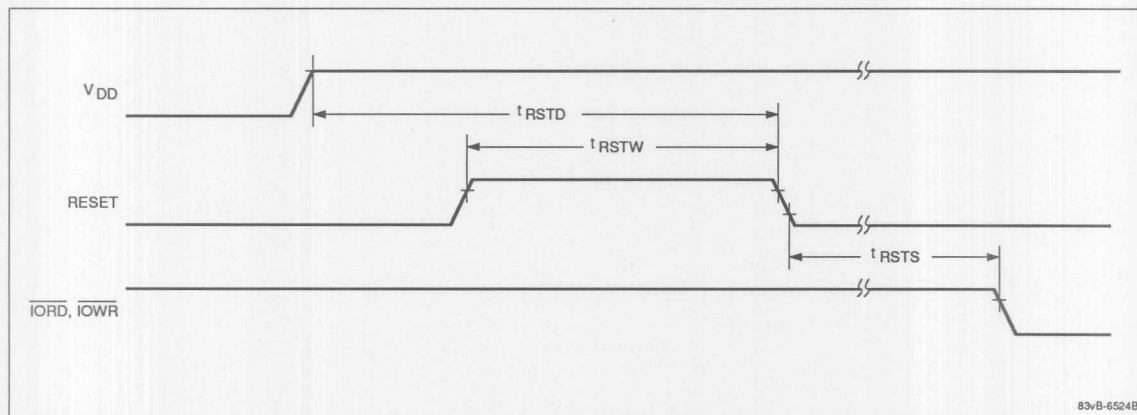 VDD
tRSTD
tRSTW
RESET
tRSTS
IORD, IOWR
83vB-6524B